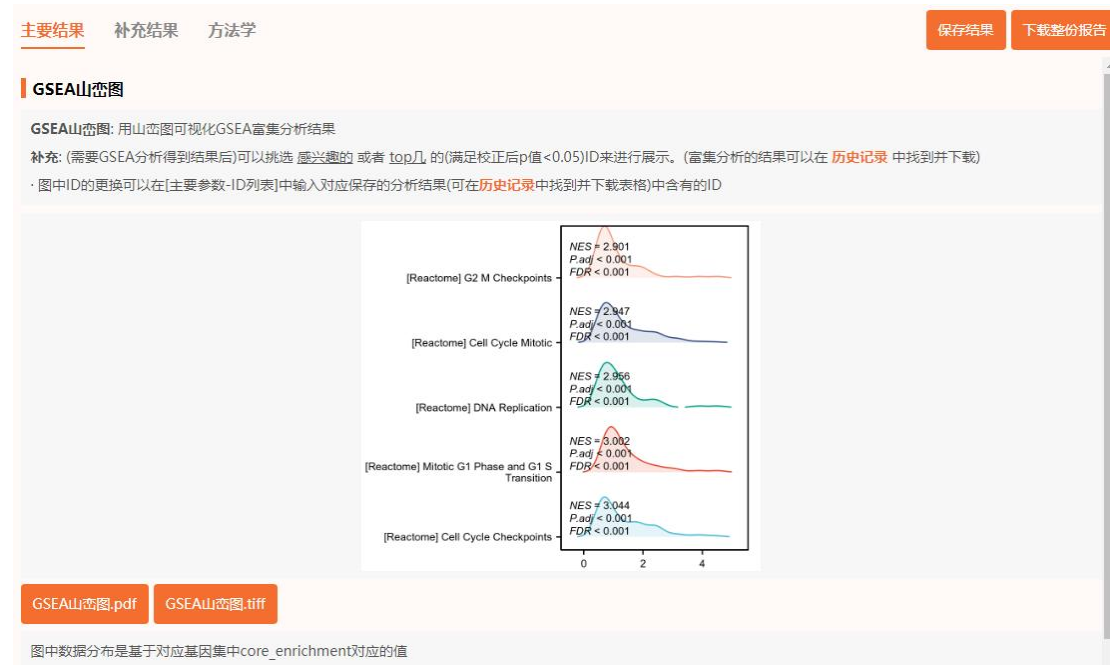 主要结果 补充结果 方法学 保存结果 下载整份报告
GSEA山峦图
GSEA山峦图: 用山峦图可视化GSEA富集分析结果
补充: (需要GSEA分析得到结果后)可以挑选 感兴趣的 或者 top几 的(满足校正后p值<0.05)ID来进行展示。(富集分析的结果可以在 历史记录 中找到并下载)
· 图中ID的更换可以在[主要参数-ID列表]中输入对应保存的分析结果(可在历史记录中找到并下载表格)中含有的ID
NES = 2.901
P.adj < 0.001
FDR < 0.001
[Reactome] G2 M Checkpoints
NES = 2.947
P.adj < 0.001
FDR < 0.001
[Reactome] Cell Cycle Mitotic
NES = 2.956
P.adj < 0.001
FDR < 0.001
[Reactome] DNA Replication
NES = 3.002
P.adj < 0.001
FDR < 0.001
[Reactome] Mitotic G1 Phase and G1 S
Transition
NES = 3.044
P.adj < 0.001
FDR < 0.001
[Reactome] Cell Cycle Checkpoints
0 2 4
GSEA山峦图.pdf GSEA山峦图.tiff
图中数据分布是基于对应基因集中core_enrichment对应的值